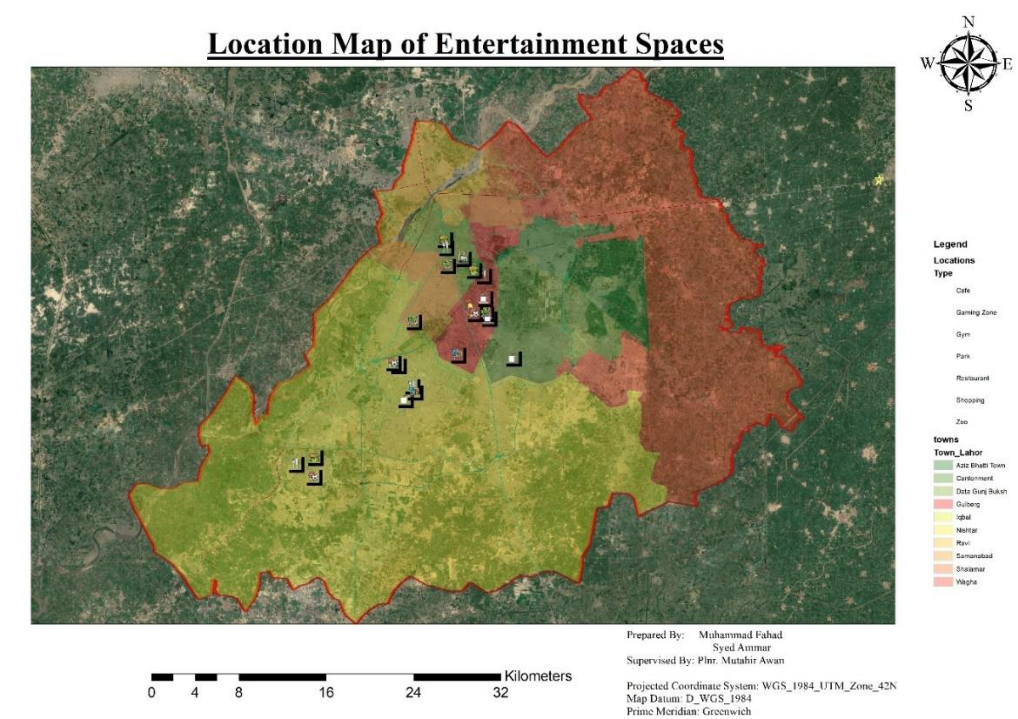 Location Map of Entertainment Spaces
N
W E
S
Legend
Locations
Type
Cafe
Gaming Zone
Gym
Park
Restaurant
Shopping
Zoo
towns
Town_Lahor
Aziz Bhatti Town
Cantonment
Data Gunj Buksh
Gulberg
Iqbal
Nishtar
Ravi
Samanabad
Shalamar
Wagha
Prepared By: Muhammad Fahad
Syed Ammar
Supervised By: Plnr. Mutahir Awan
Kilometers
0 4 8 16 24 32
Projected Coordinate System: WGS_1984_UTM_Zone_42N
Map Datum: D_WGS_1984
Prime Meridian: Greenwich